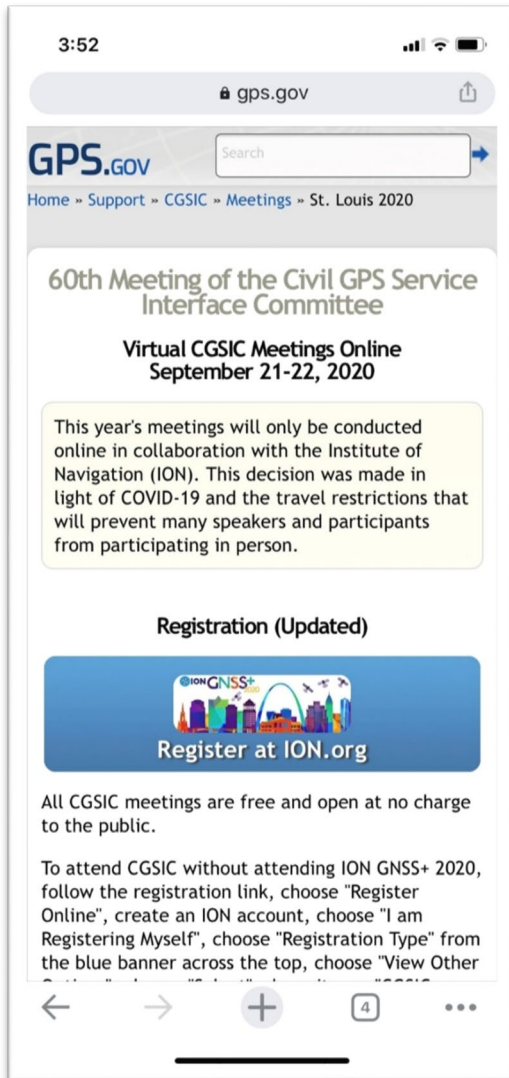 3:52
gps.gov
GPS.GOV
Search
Home » Support » CGSIC » Meetings » St. Louis 2020
60th Meeting of the Civil GPS Service
Interface Committee
Virtual CGSIC Meetings Online
September 21-22, 2020
This year's meetings will only be conducted
online in collaboration with the Institute of
Navigation (ION). This decision was made in
light of COVID-19 and the travel restrictions that
will prevent many speakers and participants
from participating in person.
Registration (Updated)
ION GNSS+
2020
Register at ION.org
All CGSIC meetings are free and open at no charge
to the public.
To attend CGSIC without attending ION GNSS+ 2020,
follow the registration link, choose "Register
Online", create an ION account, choose "I am
Registering Myself", choose "Registration Type" from
the blue banner across the top, choose "View Other
4